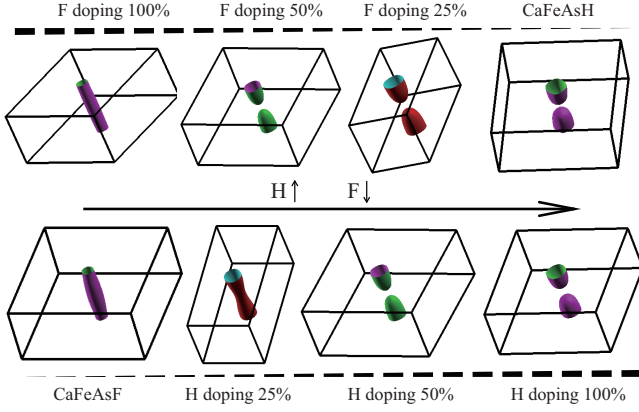 F doping 100% F doping 50% F doping 25% CaFeAsH
H↑ F↓
CaFeAsF H doping 25% H doping 50% H doping 100%